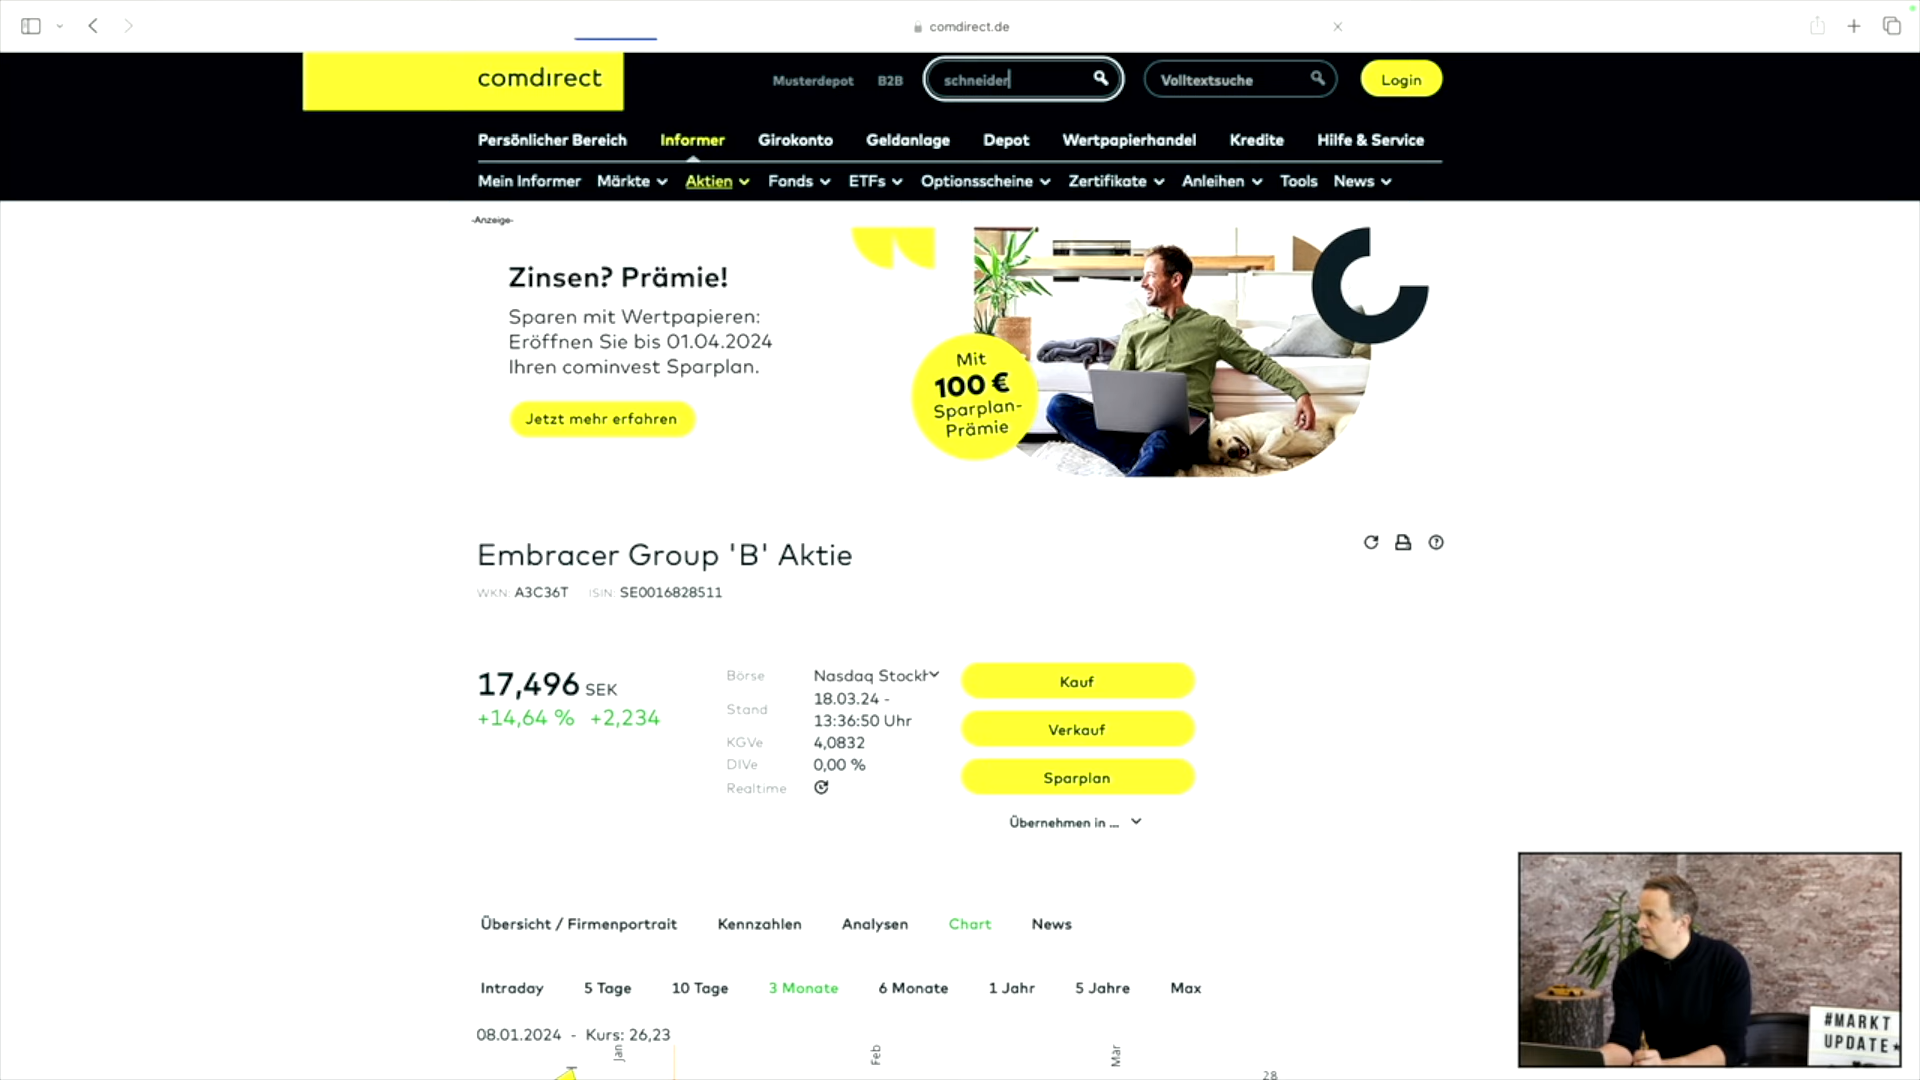 comdirect.de
comdirect
Musterdepot
B2B
schneider
Volltextsuche
Login
Persönlicher Bereich
Informer
Girokonto
Geldanlage
Depot
Wertpapierhandel
Kredite
Hilfe & Service
Mein Informer
Märkte
Aktien
Fonds
ETFs
Optionsscheine
Zertifikate
Anleihen
Tools
News
-Anzeige-
Zinsen? Prämie!
Sparen mit Wertpapieren:
Eröffnen Sie bis 01.04.2024
Ihren cominvest Sparplan.
Jetzt mehr erfahren
Mit
100 €
Sparplan-
Prämie
Embracer Group 'B' Aktie
WKN: A3C36T ISIN: SE0016828511
17,496 SEK
+14,64 % +2,234
Börse Nasdaq Stockh
Stand 18.03.24 -
13:36:50 Uhr
KGVe 4,0832
DIVe 0,00 %
Realtime
Kauf
Verkauf
Sparplan
Übernehmen in ...
Übersicht / Firmenportrait
Kennzahlen
Analysen
Chart
News
Intraday
5 Tage
10 Tage
3 Monate
6 Monate
1 Jahr
5 Jahre
Max
08.01.2024 - Kurs: 26,23
Jan
Feb
Mär
28
#MARKT
UPDATE*